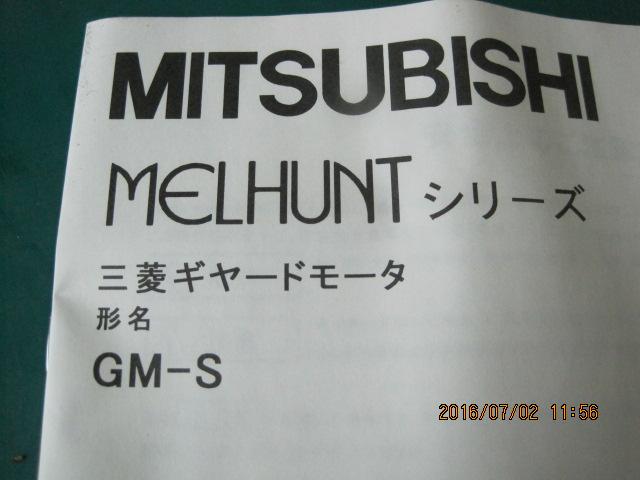 MITSUBISHI
MELHUNT シリーズ
三菱ギヤードモータ
形名
GM-S
2016/07/02 11:56